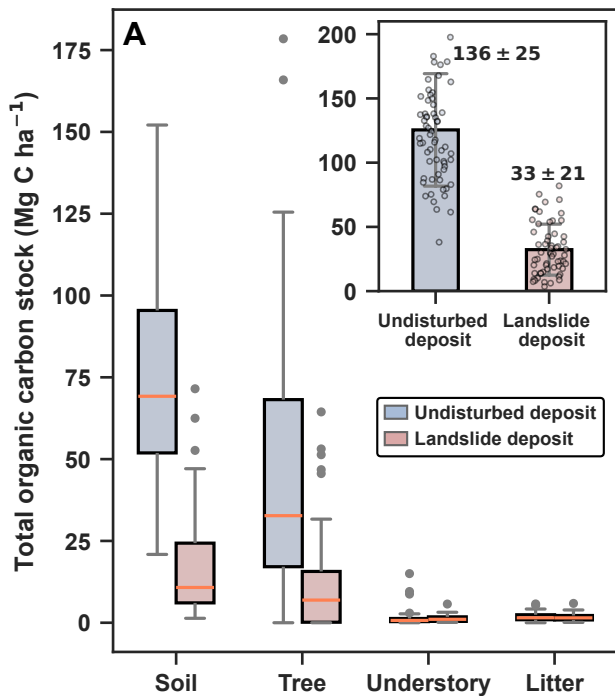 A
Total organic carbon stock (Mg C ha⁻¹)
175
150
125
100
75
50
25
0
Soil
Tree
Understory
Litter
200
150
100
50
0
136 ± 25
33 ± 21
Undisturbed
deposit
Landslide
deposit
Undisturbed deposit
Landslide deposit